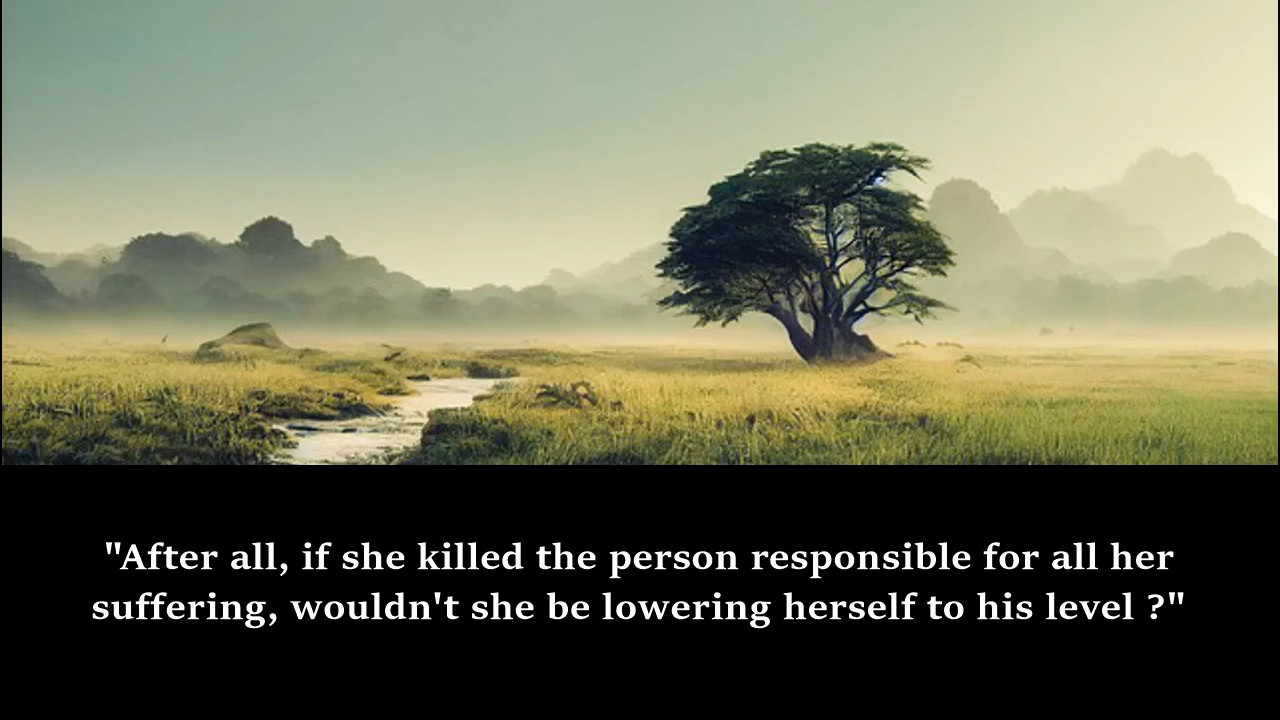 "After all, if she killed the person responsible for all her
suffering, wouldn't she be lowering herself to his level ?"